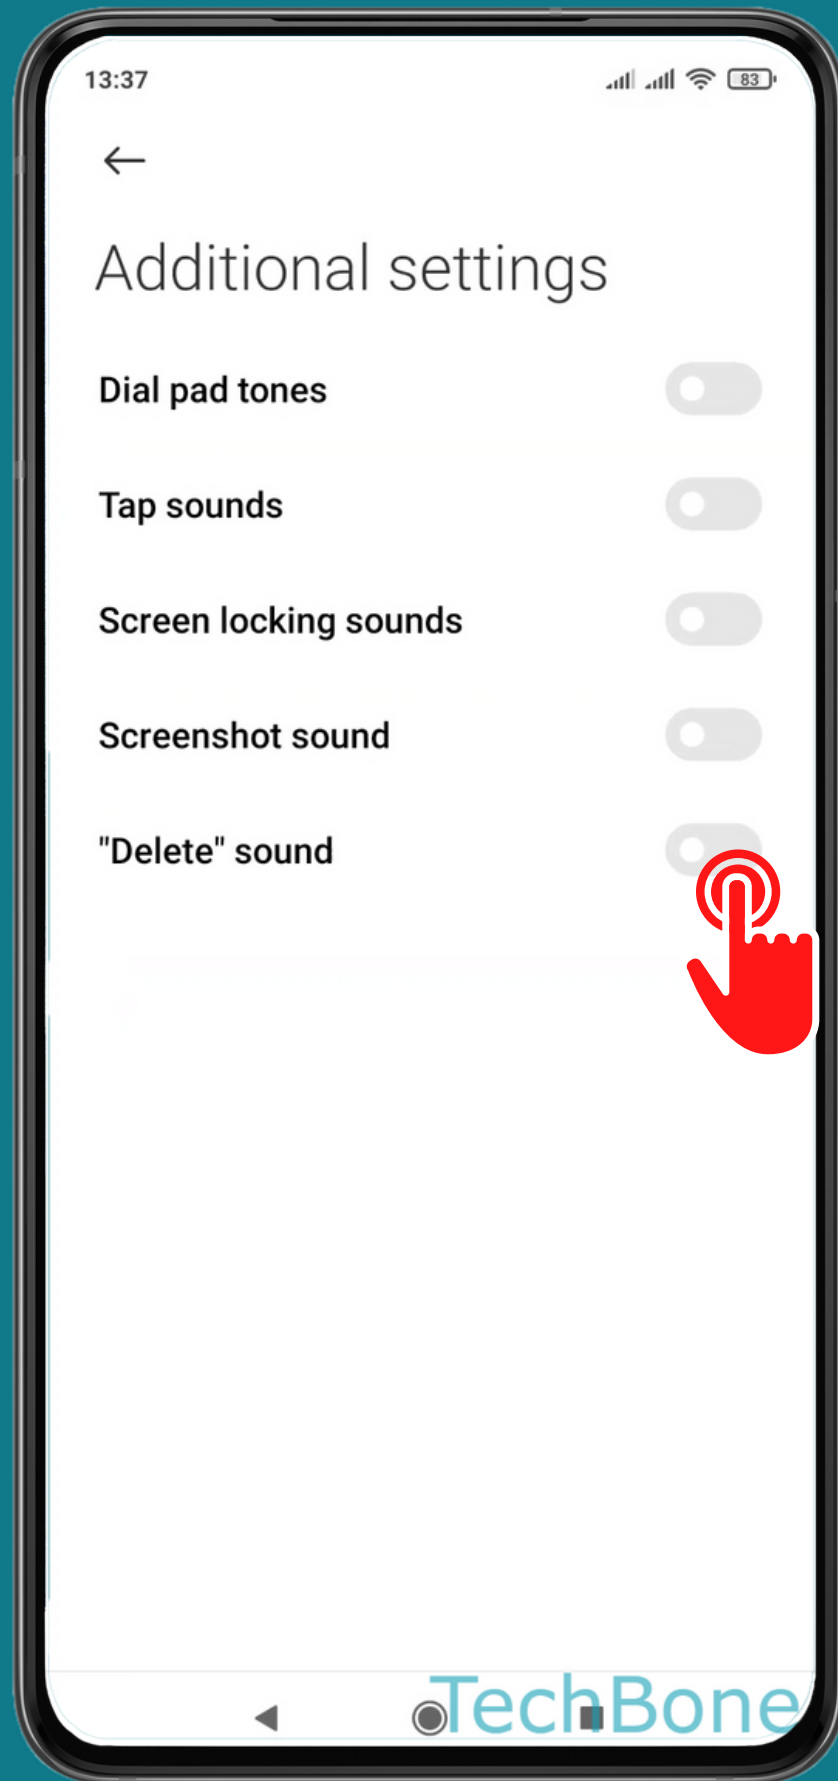 13:37
83
Additional settings
Dial pad tones
Tap sounds
Screen locking sounds
Screenshot sound
"Delete" sound
TechBone